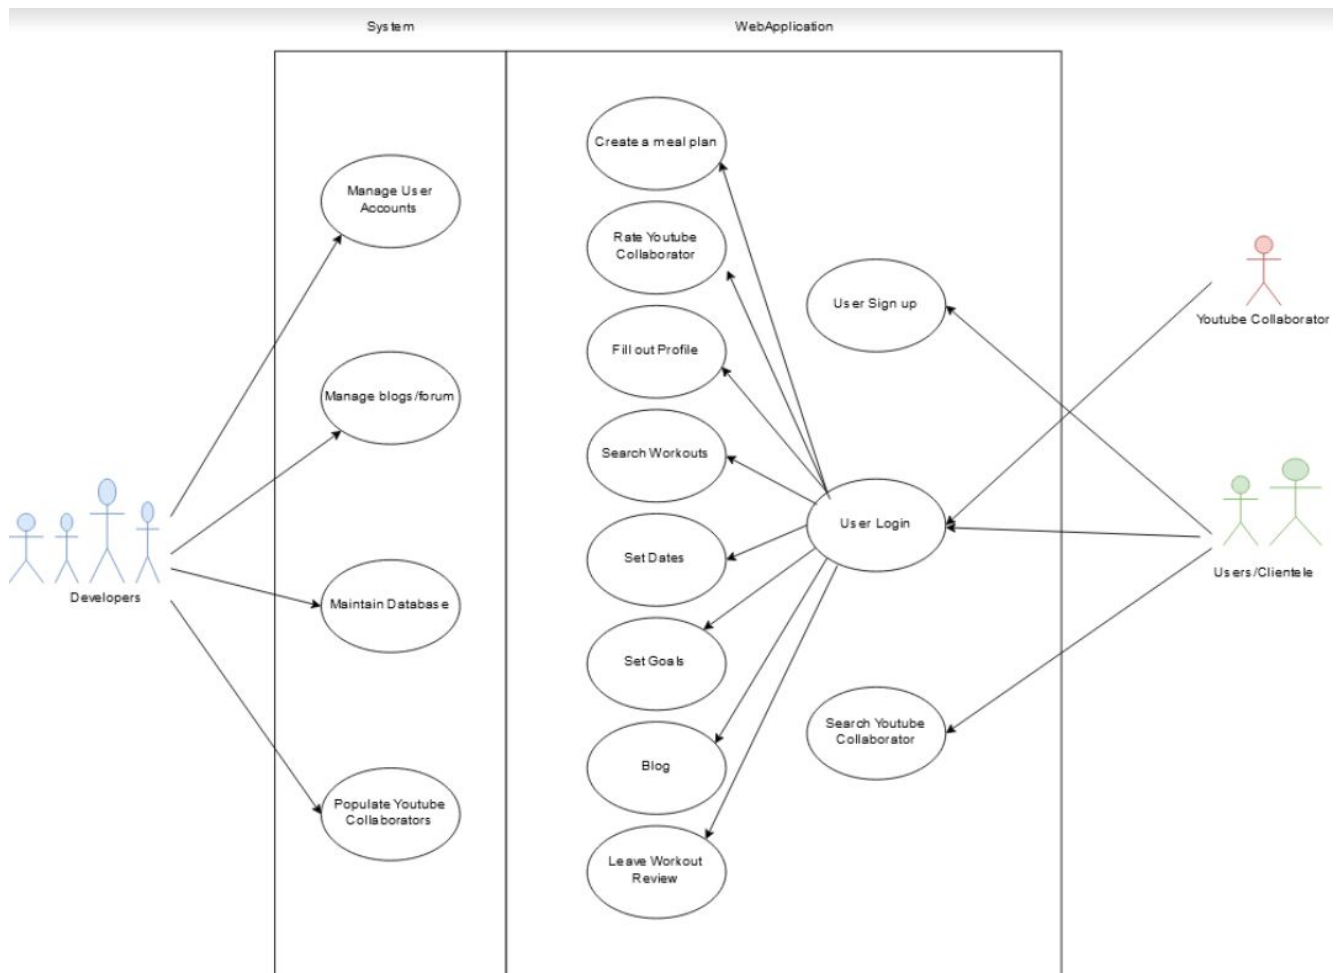 System
WebApplication
Create a meal plan
Manage User
Accounts
Rate Youtube
Collaborator
User Sign up
Youtube Collaborator
Fill out Profile
Manage blogs/forum
Search Workouts
User Login
Set Dates
Users/Clientele
Developers
Maintain Database
Set Goals
Search Youtube
Collaborator
Blog
Populate Youtube
Collaborators
Leave Workout
Review